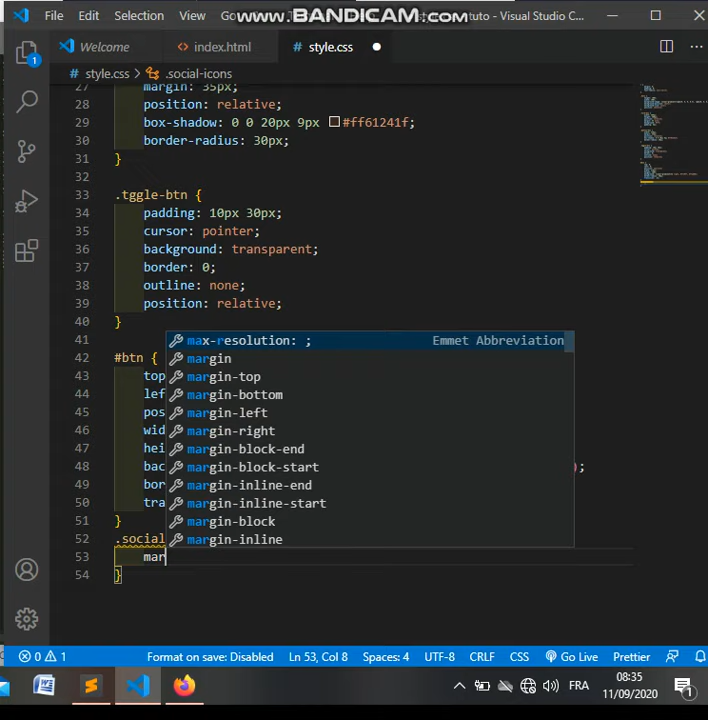 File Edit Selection View Go www.BANDICAM.com tuto - Visual Studio C...
Welcome index.html style.css
style.css > .social-icons
27 margin: 35px;
28 position: relative;
29 box-shadow: 0 0 20px 9px #ff61241f;
30 border-radius: 30px;
31 }
32
33 .tggle-btn {
34 padding: 10px 30px;
35 cursor: pointer;
36 background: transparent;
37 border: 0;
38 outline: none;
39 position: relative;
40 }
41 max-resolution: ; Emmet Abbreviation
42 #btn { margin
43 top margin-top
44 lef margin-bottom
45 pos margin-left
46 wid margin-right
47 hei margin-block-end
48 bac margin-block-start );
49 bor margin-inline-end
50 tra margin-inline-start
51 } margin-block
52 .social margin-inline
53 mar
54 }
0 1 Format on save: Disabled Ln 53, Col 8 Spaces: 4 UTF-8 CRLF CSS Go Live Prettier
FRA 08:35
11/09/2020
1
1